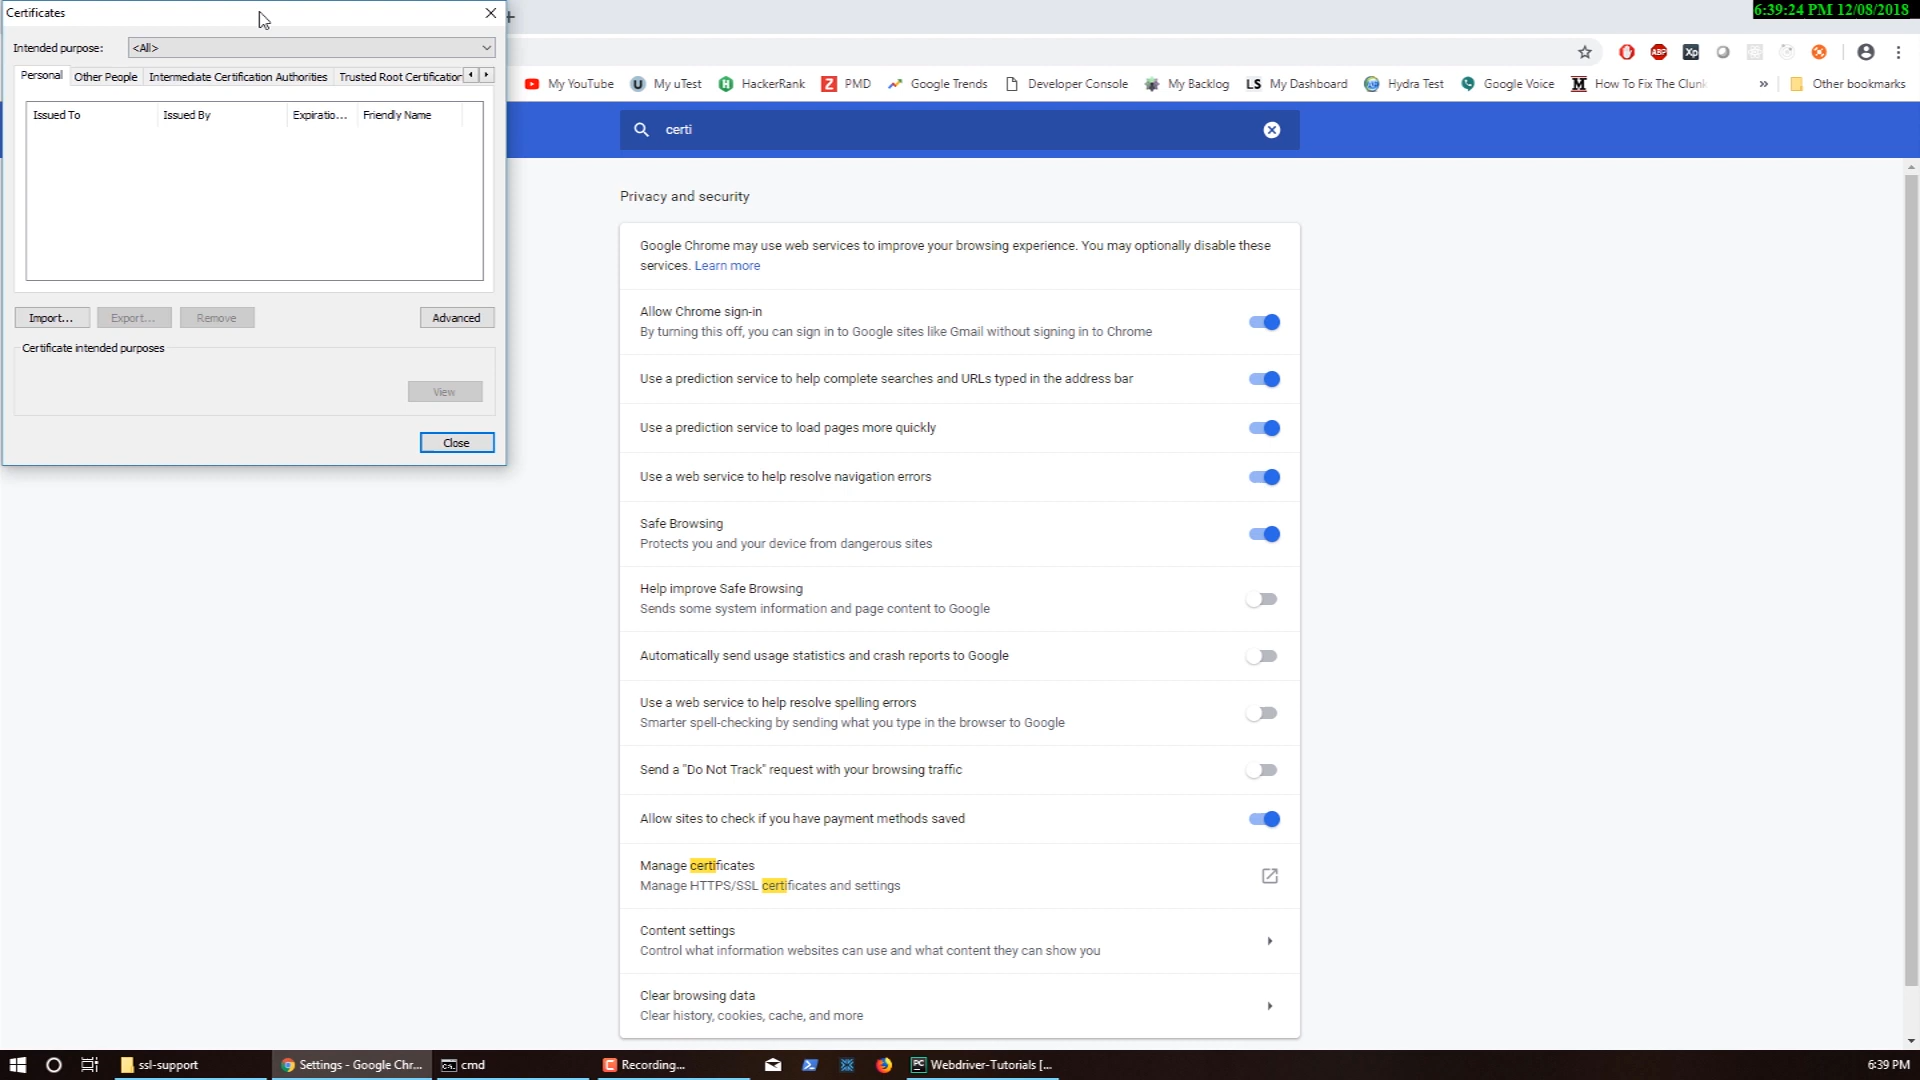 Certificates
6:39:24 PM 12/08/2018
Intended purpose: <All>
Personal Other People Intermediate Certification Authorities Trusted Root Certification
Issued To Issued By Expiratio... Friendly Name
Import... Export... Remove Advanced
Certificate intended purposes
View
Close
ABP Xp
My YouTube My uTest HackerRank PMD Google Trends Developer Console My Backlog LS My Dashboard Hydra Test Google Voice How To Fix The Clunk » Other bookmarks
certi
Privacy and security
Google Chrome may use web services to improve your browsing experience. You may optionally disable these
services. Learn more
Allow Chrome sign-in
By turning this off, you can sign in to Google sites like Gmail without signing in to Chrome
Use a prediction service to help complete searches and URLs typed in the address bar
Use a prediction service to load pages more quickly
Use a web service to help resolve navigation errors
Safe Browsing
Protects you and your device from dangerous sites
Help improve Safe Browsing
Sends some system information and page content to Google
Automatically send usage statistics and crash reports to Google
Use a web service to help resolve spelling errors
Smarter spell-checking by sending what you type in the browser to Google
Send a "Do Not Track" request with your browsing traffic
Allow sites to check if you have payment methods saved
Manage certificates
Manage HTTPS/SSL certificates and settings
Content settings
Control what information websites can use and what content they can show you
Clear browsing data
Clear history, cookies, cache, and more
ssl-support Settings - Google Chr... cmd Recording... PC Webdriver-Tutorials [... 6:39 PM